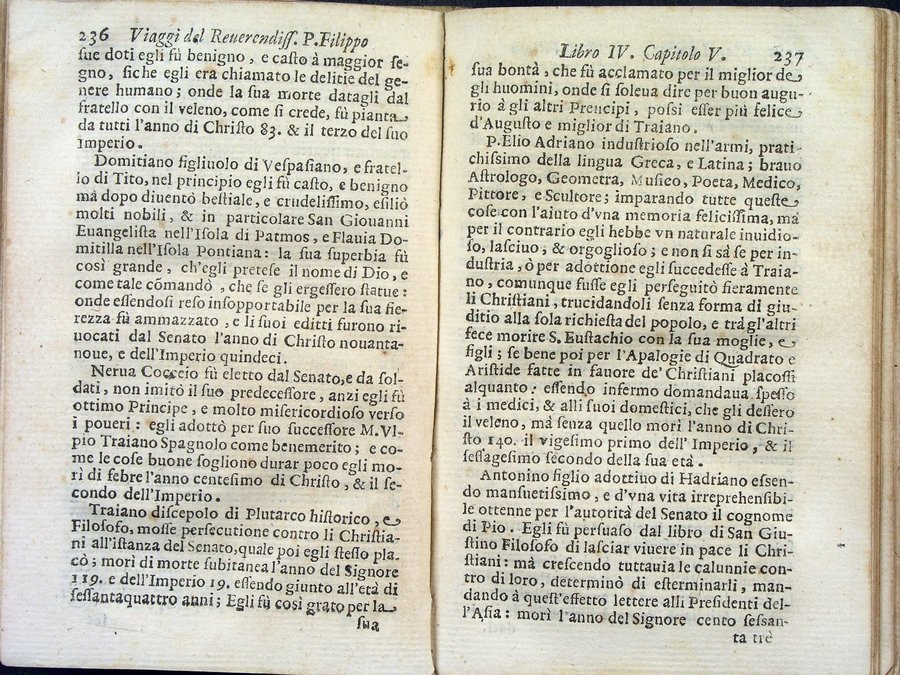 236 Viaggi del Reuerendiss. P. Filippo
sue doti egli fù benigno, e casto à maggior se-
gno, siche egli era chiamato le delitie del ge-
nere humano; onde la sua morte datagli dal
fratello con il veleno, come si crede, fù pianta
da tutti l'anno di Christo 83. & il terzo del suo
Imperio.
Domitiano figliuolo di Vespasiano, e fratel-
lo di Tito, nel principio egli fù casto, e benigno
mà dopo diuentò bestiale, e crudelissimo, esiliò
molti nobili, & in particolare San Giouanni
Euangelista nell'Isola di Patmos, e Flauia Do-
mitilla nell'Isola Pontiana: la sua superbia fù
così grande, ch'egli pretese il nome di Dio, e
come tale cōmandò, che se gli ergessero statue:
onde essendosi reso insopportabile per la sua fie-
rezza fù ammazzato, e li suoi editti furono ri-
uocati dal Senato l'anno di Christo nouanta-
noue, e dell'Imperio quindeci.
Nerua Coccio fù eletto dal Senato, e da sol-
dati, non imitò il suo predecessore, anzi egli fù
ottimo Principe, e molto misericordioso verso
i poueri: egli adottò per suo successore M. Vl-
pio Traiano Spagnolo come benemerito; e co-
me le cose buone sogliono durar poco egli mo-
rì di febre l'anno centesimo di Christo, & il se-
condo dell'Imperio.
Traiano discepolo di Plutarco historico, e
Filosofo, mosse persecutione contro li Christia-
ni all'istanza del Senato, quale poi egli stesso pla-
cò; mori di morte subitanea l'anno del Signore
119. e dell'Imperio 19. essendo giunto all'età di
sessantaquattro anni; Egli fù così grato per la
sua
Libro IV. Capitolo V. 237
sua bontà, che fù acclamato per il miglior de
gli huomini, onde si soleua dire per buon augu-
rio à gli altri Prencipi, possi esser più felice
d'Augusto e miglior di Traiano.
P. Elio Adriano industrioso nell'armi, prati-
chissimo della lingua Greca, e Latina; brauo
Astrologo, Geometra, Musico, Poeta, Medico,
Pittore, e Scultore; imparando tutte queste
cose con l'aiuto d'vna memoria felicissima, mà
per il contrario egli hebbe vn naturale inuidio-
so, lasciuo, & orgoglioso; e non si sà se per in-
dustria, ò per adottione egli succedesse à Traia-
no, comunque fusse egli perseguitò fieramente
li Christiani, trucidandoli senza forma di giu-
ditio alla sola richiesta del popolo, e trà gl'altri
fece morire S. Eustachio con la sua moglie, e
figli; se bene poi per l'Apalogie di Quadrato e
Aristide fatte in fauore de' Christiani placossi
alquanto: essendo infermo domandaua spesso
à i medici, & alli suoi domestici, che gli dessero
il veleno, mà senza quello morì l'anno di Chri-
sto 140. il vigesimo primo dell' Imperio, & il
sessagesimo secondo della sua età.
Antonino figlio adottiuo di Hadriano essen-
do mansuetissimo, e d'vna vita irreprehensibi-
le ottenne per l'autorità del Senato il cognome
di Pio. Egli fù persuaso dal libro di San Giu-
stino Filosofo di lasciar viuere in pace li Chri-
stiani: mà crescendo tuttauia le calunnie con-
tro di loro, determinò di esterminarli, man-
dando à quest'effetto lettere alli Presidenti del-
l'Asia: morì l'anno del Signore cento sessan-
ta trè